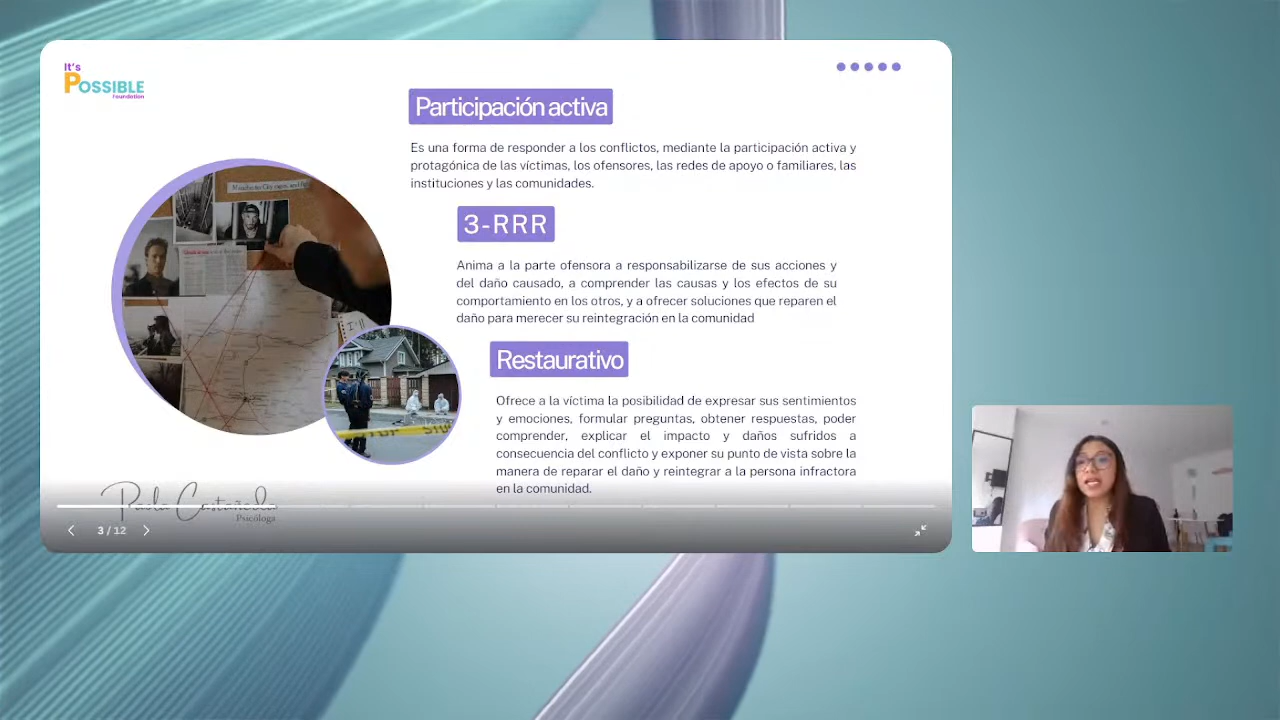 It's
POSSIBLE
Foundation
Participación activa
Es una forma de responder a los conflictos, mediante la participación activa y
protagónica de las víctimas, los ofensores, las redes de apoyo o familiares, las
instituciones y las comunidades.
3-RRR
Anima a la parte ofensora a responsabilizarse de sus acciones y
del daño causado, a comprender las causas y los efectos de su
comportamiento en los otros, y a ofrecer soluciones que reparen el
daño para merecer su reintegración en la comunidad
Restaurativo
Ofrece a la víctima la posibilidad de expresar sus sentimientos
y emociones, formular preguntas, obtener respuestas, poder
comprender, explicar el impacto y daños sufridos a
consecuencia del conflicto y exponer su punto de vista sobre la
manera de reparar el daño y reintegrar a la persona infractora
en la comunidad.
Paola Castañeda
Psicóloga
3 / 12